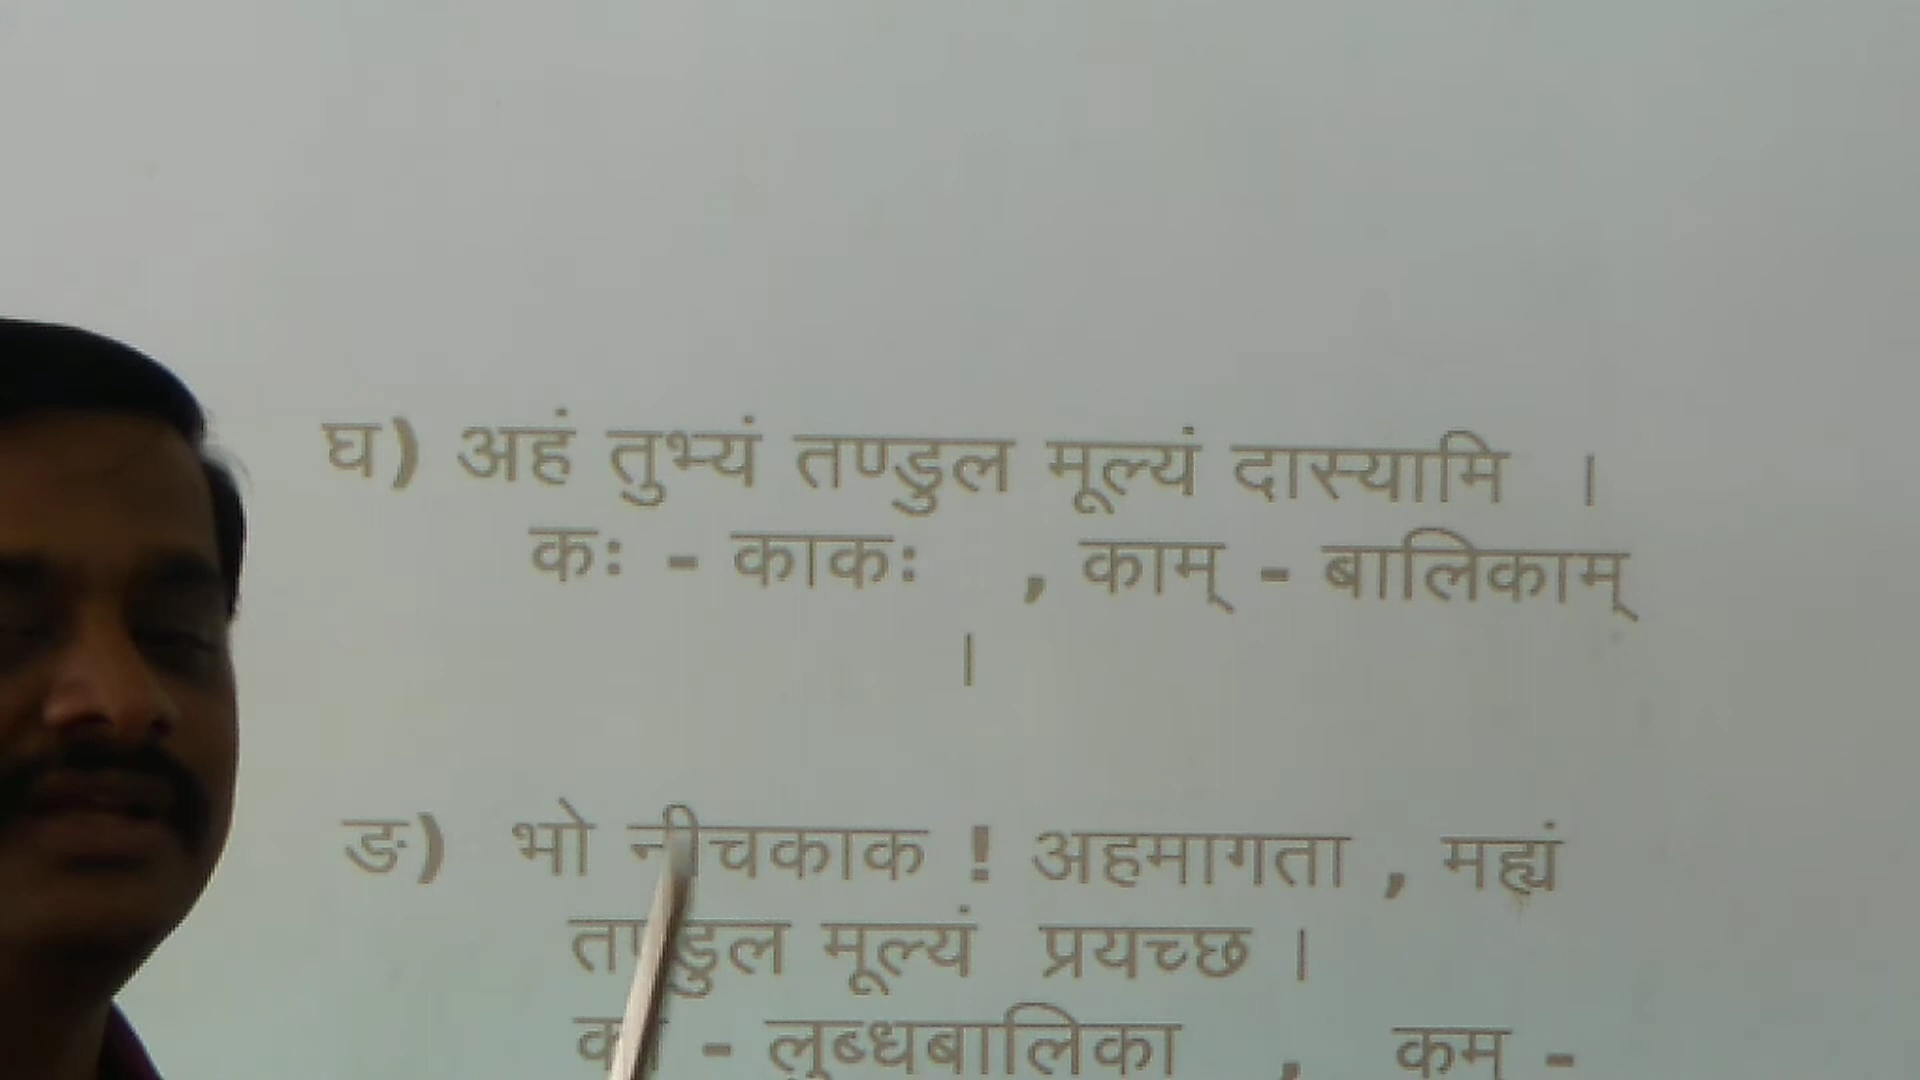 घ) अहं तुभ्यं तण्डुल मूल्यं दास्यामि ।
कः - काकः , काम् - बालिकाम्
।
ङ) भो नीचकाक ! अहमागता , मह्यं
तण्डुल मूल्यं प्रयच्छ ।
का - लुब्धबालिका , कम् -